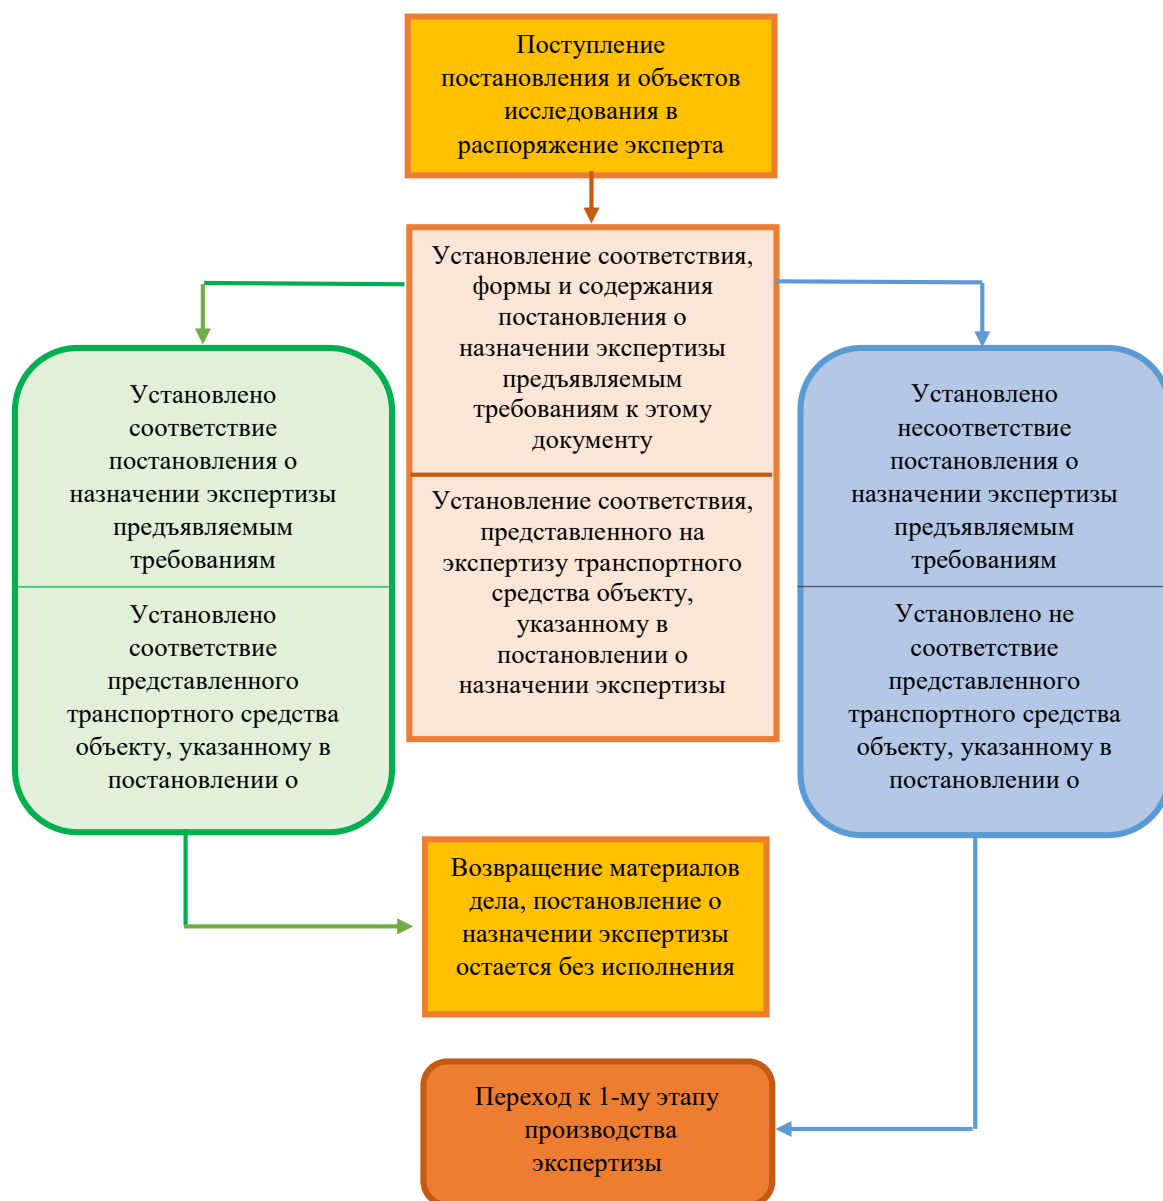 Поступление
постановления и объектов
исследования в
распоряжение эксперта
Установление соответствия,
формы и содержания
постановления о
назначении экспертизы
предъявляемым
требованиям к этому
документу
Установление соответствия,
представленного на
экспертизу транспортного
средства объекту,
указанному в
постановлении о
назначении экспертизы
Установлено
соответствие
постановления о
назначении экспертизы
предъявляемым
требованиям
Установлено
соответствие
представленного
транспортного средства
объекту, указанному в
постановлении о
Установлено
несоответствие
постановления о
назначении экспертизы
предъявляемым
требованиям
Установлено не
соответствие
представленного
транспортного средства
объекту, указанному в
постановлении о
Возвращение материалов
дела, постановление о
назначении экспертизы
остается без исполнения
Переход к 1-му этапу
производства
экспертизы